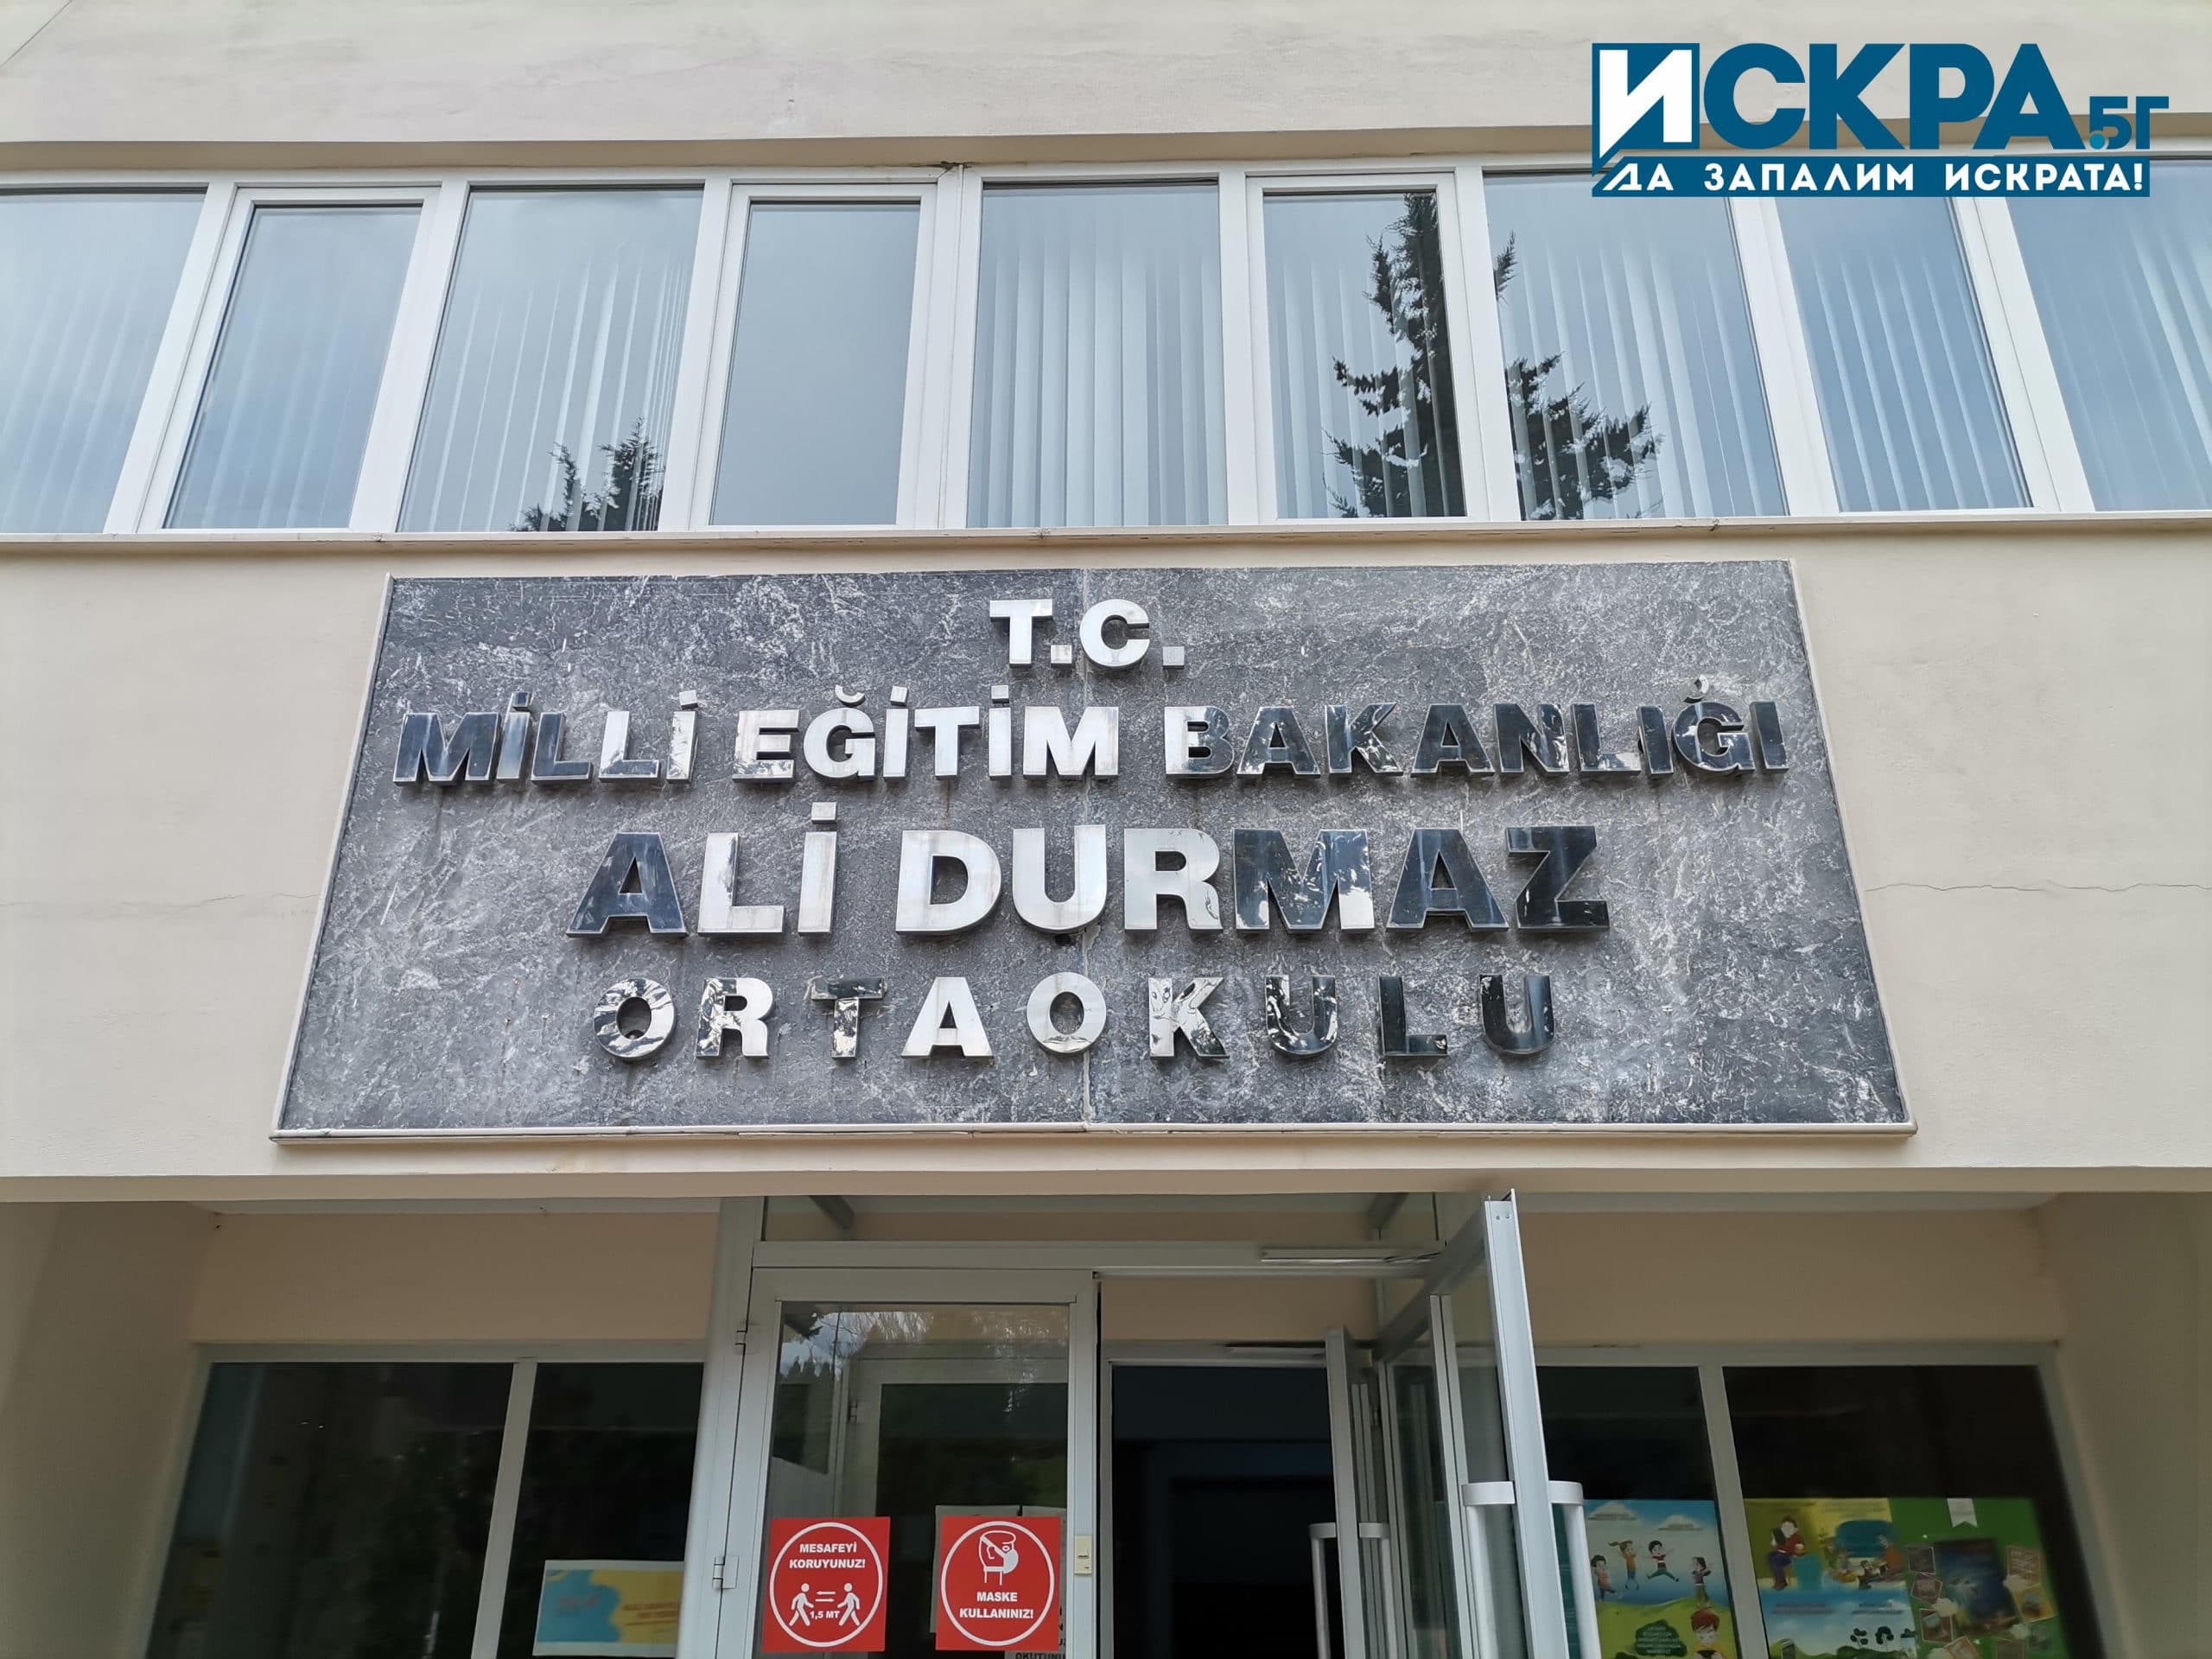 ИСКРА.БГ
ДА ЗАПАЛИМ ИСКРАТА!
T.C.
MİLLİ EĞİTİM BAKANLIĞI
ALİ DURMAZ
ORTAOKULU
MESAFEYİ
KORUYUNUZ!
1,5 MT
MASKE
KULLANINIZ!